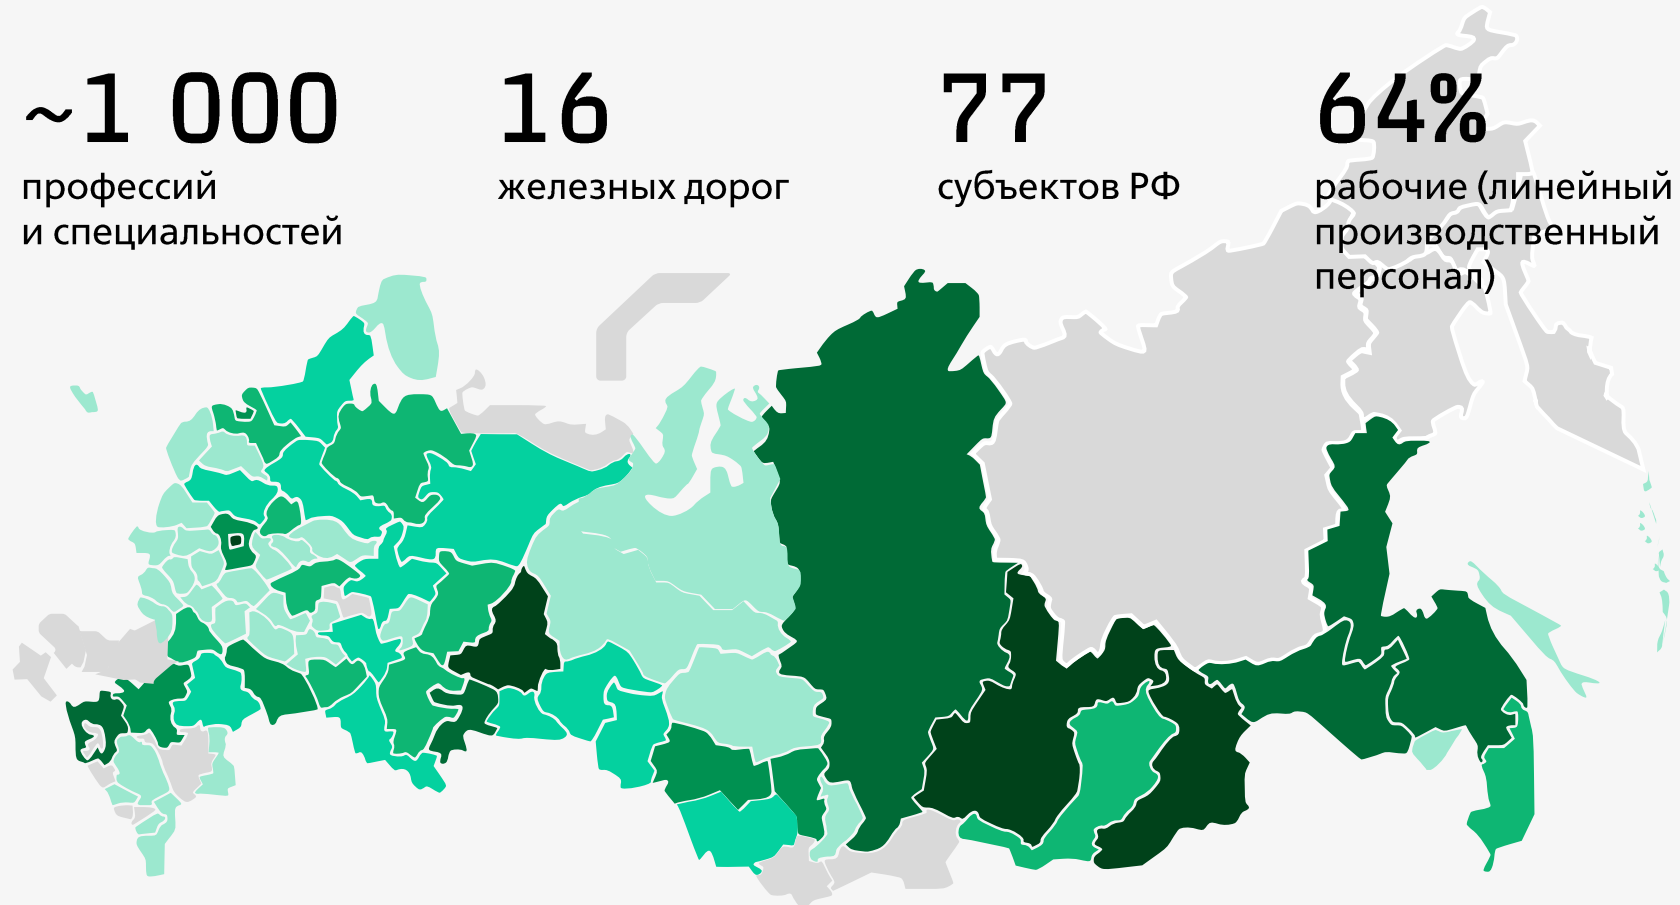 ~1 000
профессий
и специальностей
16
железных дорог
77
субъектов РФ
64%
рабочие (линейный
производственный
персонал)